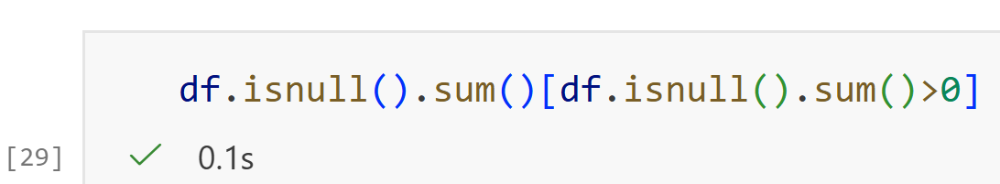 df.isnull().sum()[df.isnull().sum()>0]
[29] ✓ 0.1s